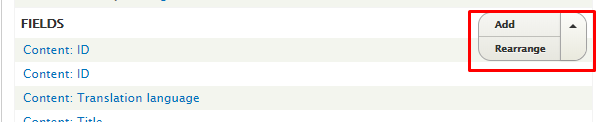 FIELDS
Add
Rearrange
Content: ID
Content: ID
Content: Translation language
Content: Title